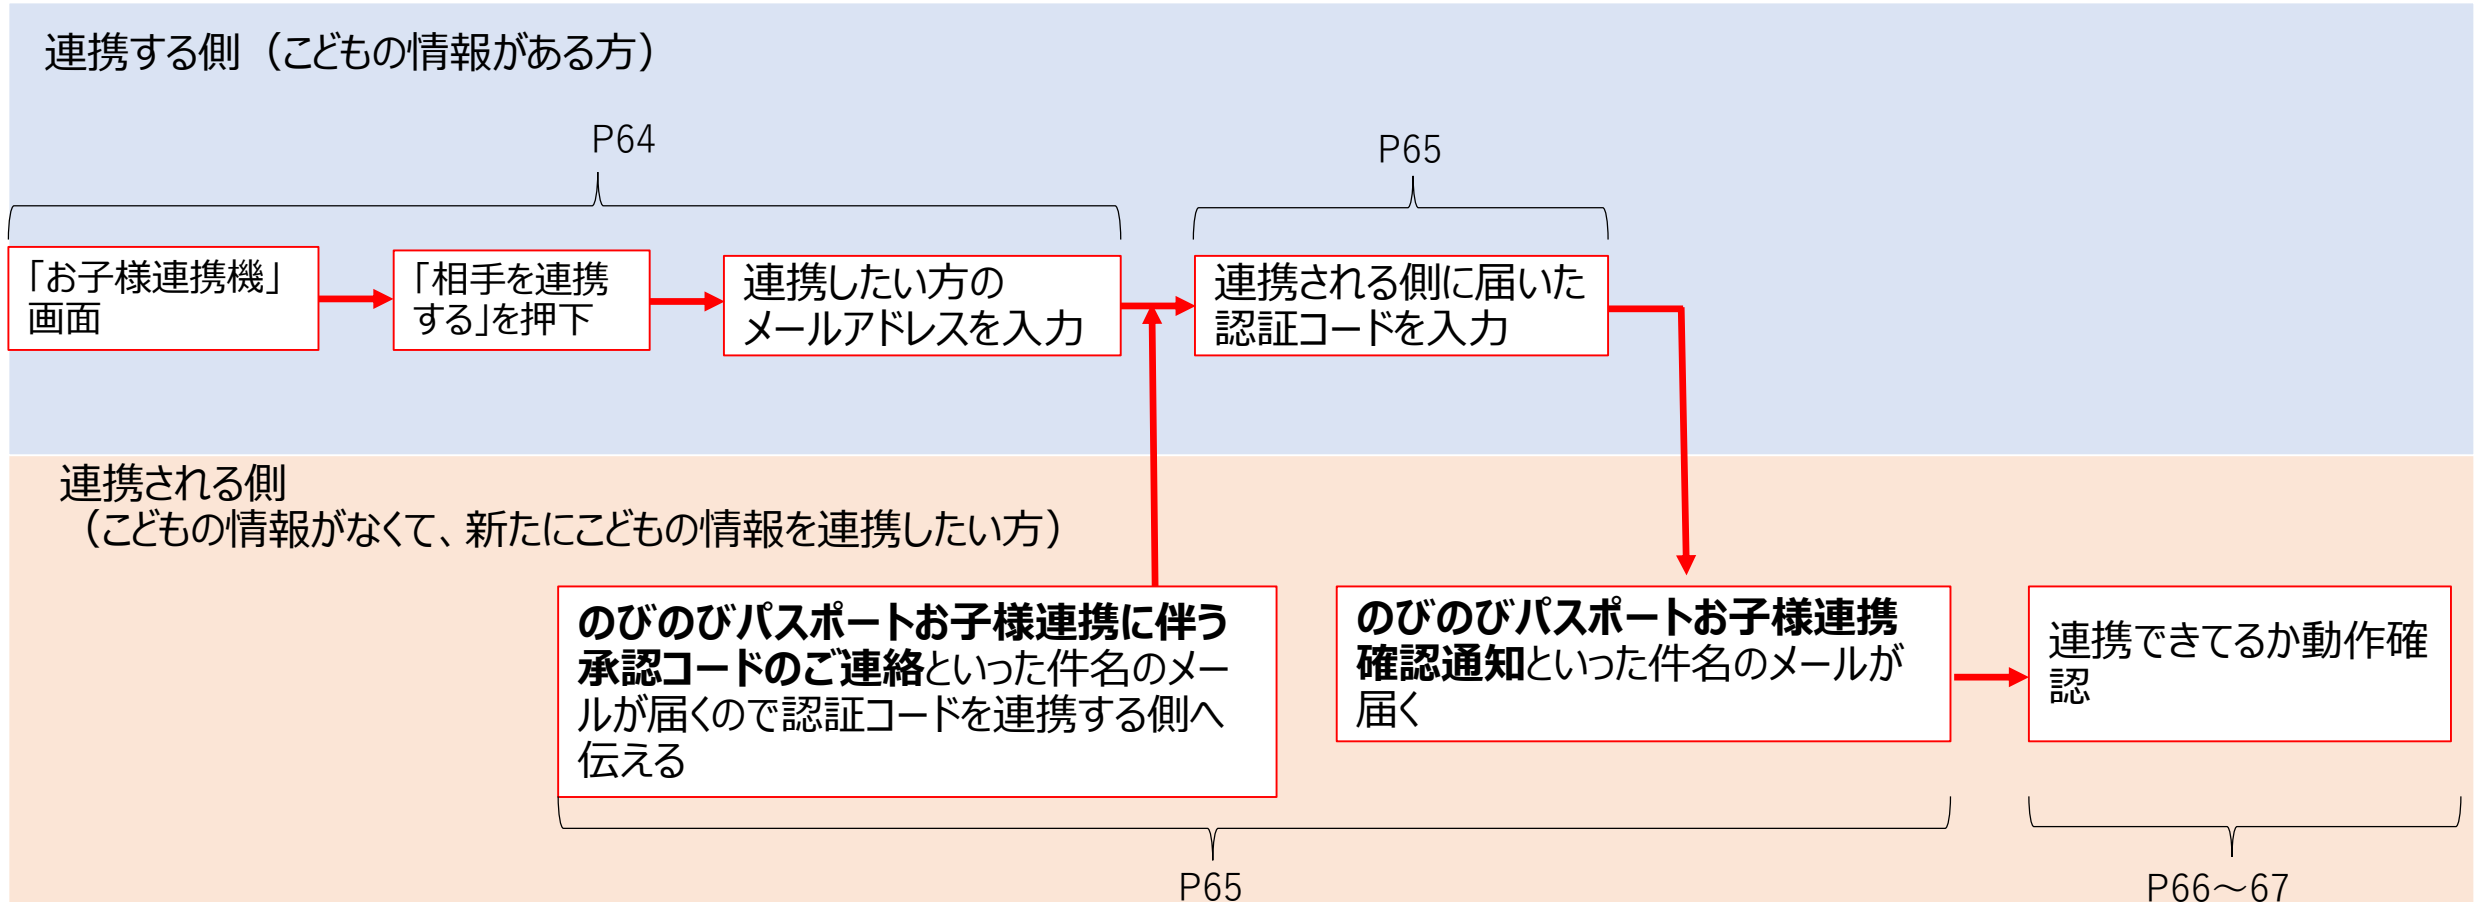 連携する側（こどもの情報がある方）
P64
P65
「お子様連携機」
画面
「相手を連携
する」を押下
連携したい方の
メールアドレスを入力
連携される側に届いた
認証コードを入力
連携される側
（こどもの情報がなくて、新たにこどもの情報を連携したい方）
のびのびパスポートお子様連携に伴う
承認コードのご連絡といった件名のメー
ルが届くので認証コードを連携する側へ
伝える
のびのびパスポートお子様連携
確認通知といった件名のメールが
届く
連携できてるか動作確
認
P65
P66～67